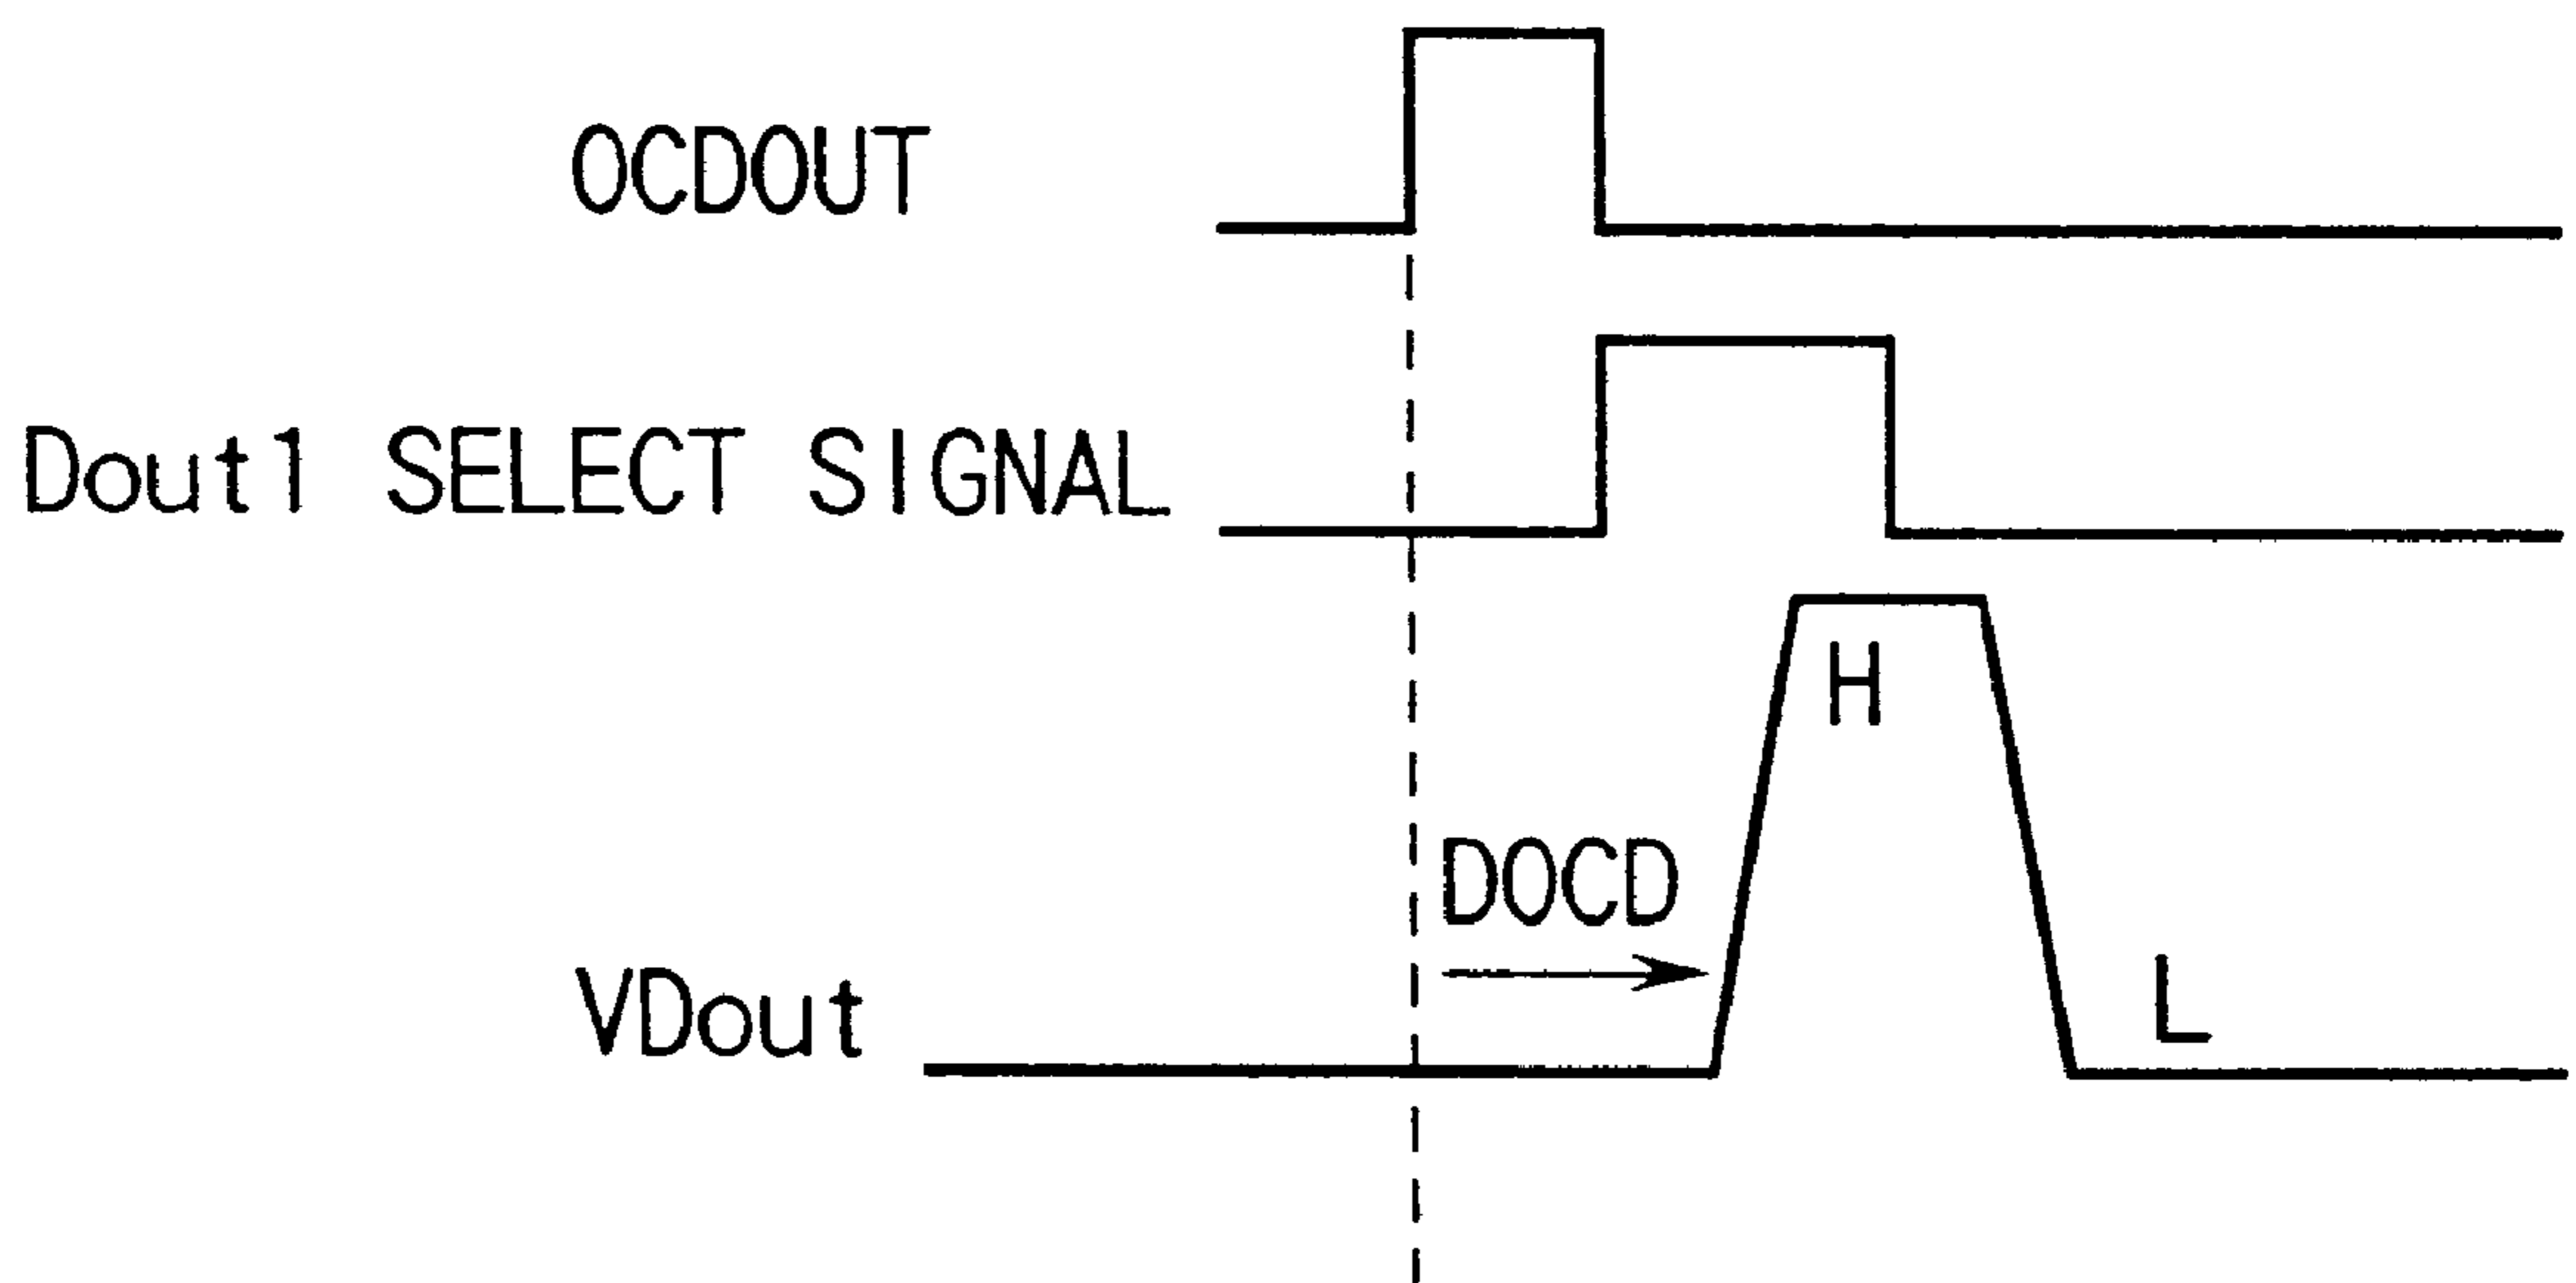 OCDOUT
Dout1 SELECT SIGNAL
H
DOCD
VDout
L